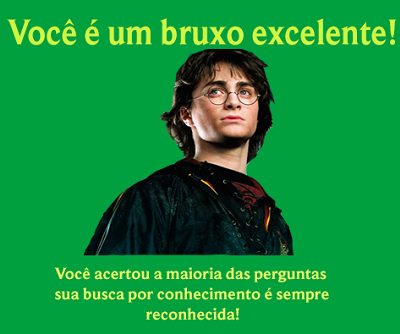 Você é um bruxo excelente!
Você acertou a maioria das perguntas
sua busca por conhecimento é sempre
reconhecida!